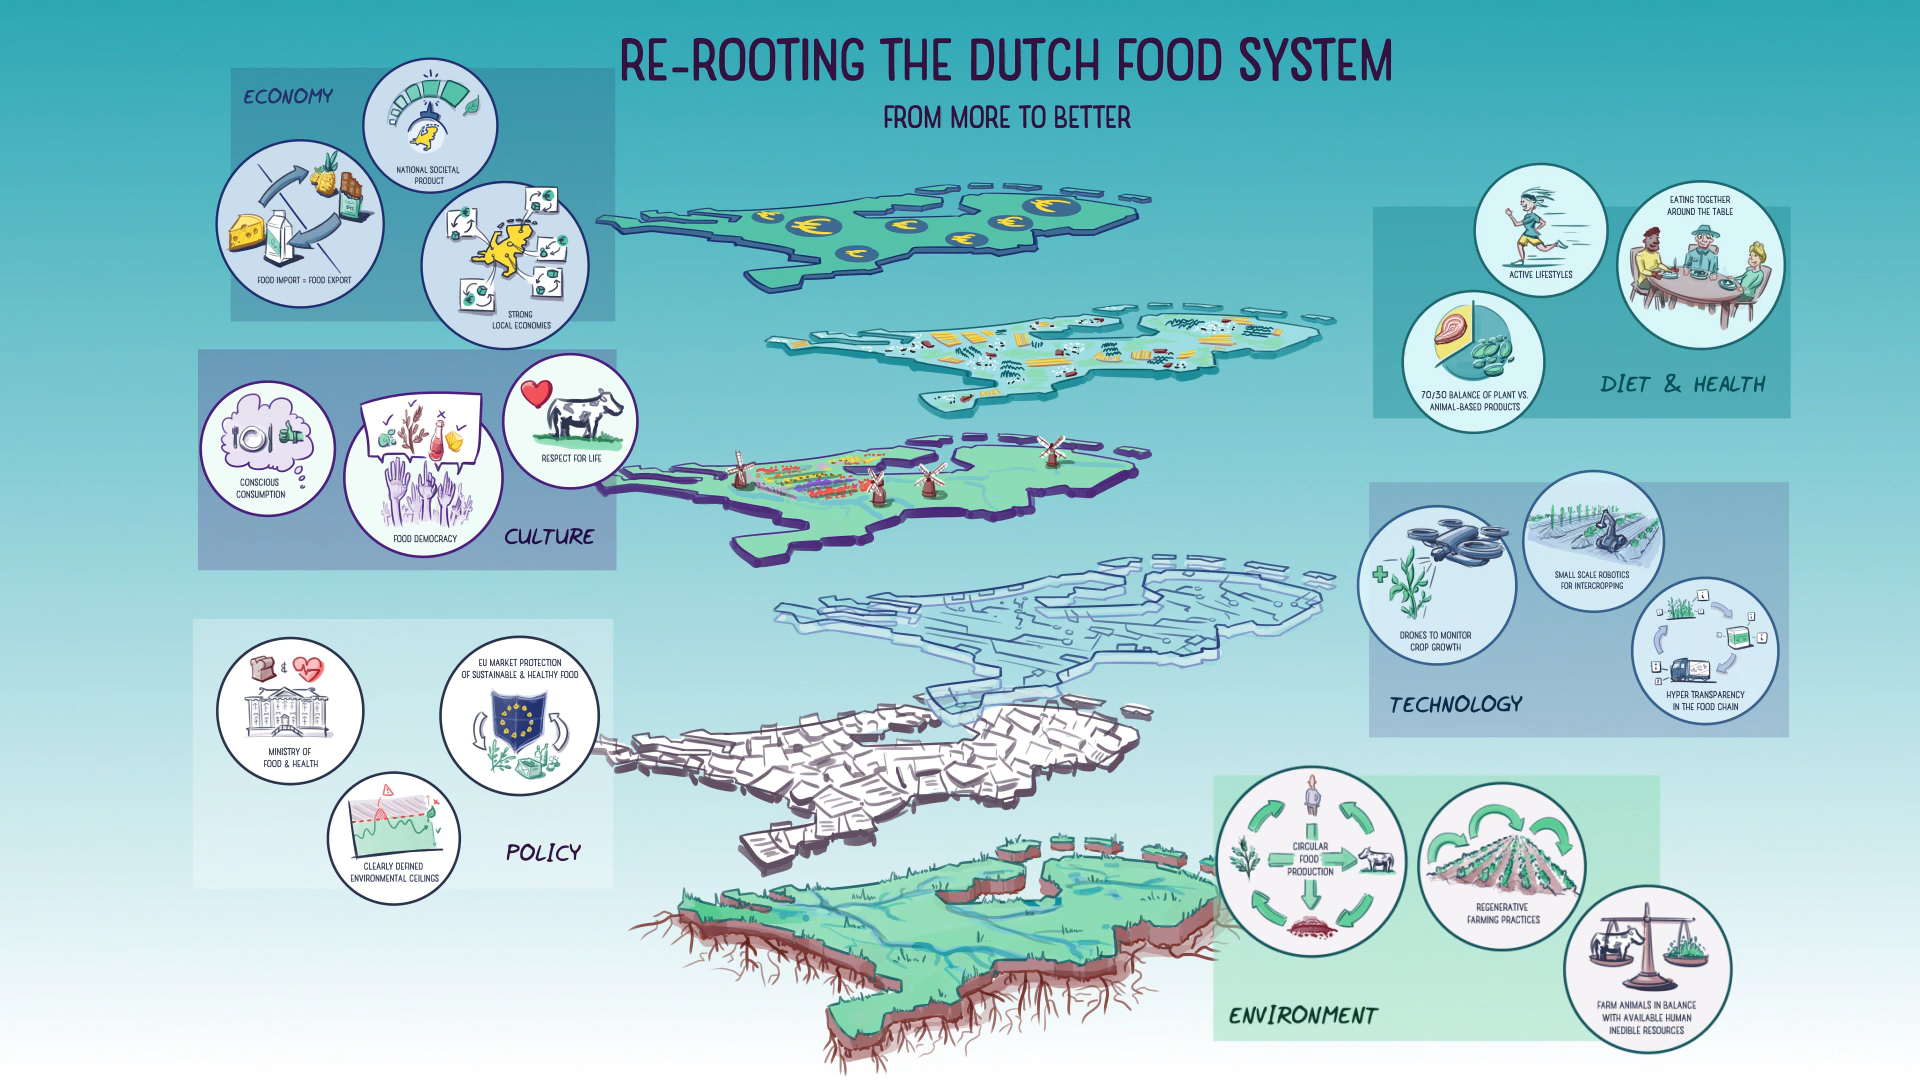 RE-ROOTING THE DUTCH FOOD SYSTEM
FROM MORE TO BETTER
ECONOMY
NATIONAL SOCIETAL
PRODUCT
FOOD IMPORT = FOOD EXPORT
STRONG
LOCAL ECONOMIES
CONSCIOUS
CONSUMPTION
FOOD DEMOCRACY
RESPECT FOR LIFE
CULTURE
&
MINISTRY OF
FOOD & HEALTH
EU MARKET PROTECTION
OF SUSTAINABLE & HEALTHY FOOD
CLEARLY DEFINED
ENVIRONMENTAL CEILINGS
POLICY
ACTIVE LIFESTYLES
EATING TOGETHER
AROUND THE TABLE
70/30 BALANCE OF PLANT VS.
ANIMAL-BASED PRODUCTS
DIET & HEALTH
DRONES TO MONITOR
CROP GROWTH
SMALL SCALE ROBOTICS
FOR INTERCROPPING
HYPER TRANSPARENCY
IN THE FOOD CHAIN
TECHNOLOGY
CIRCULAR
FOOD
PRODUCTION
REGENERATIVE
FARMING PRACTICES
FARM ANIMALS IN BALANCE
WITH AVAILABLE HUMAN
INEDIBLE RESOURCES
ENVIRONMENT